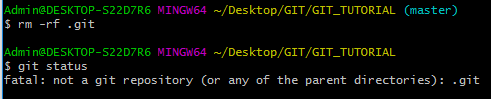 Admin@DESKTOP-S22D7R6 MINGW64 ~/Desktop/GIT/GIT_TUTORIAL (master)
$ rm -rf .git
Admin@DESKTOP-S22D7R6 MINGW64 ~/Desktop/GIT/GIT_TUTORIAL
$ git status
fatal: not a git repository (or any of the parent directories): .git